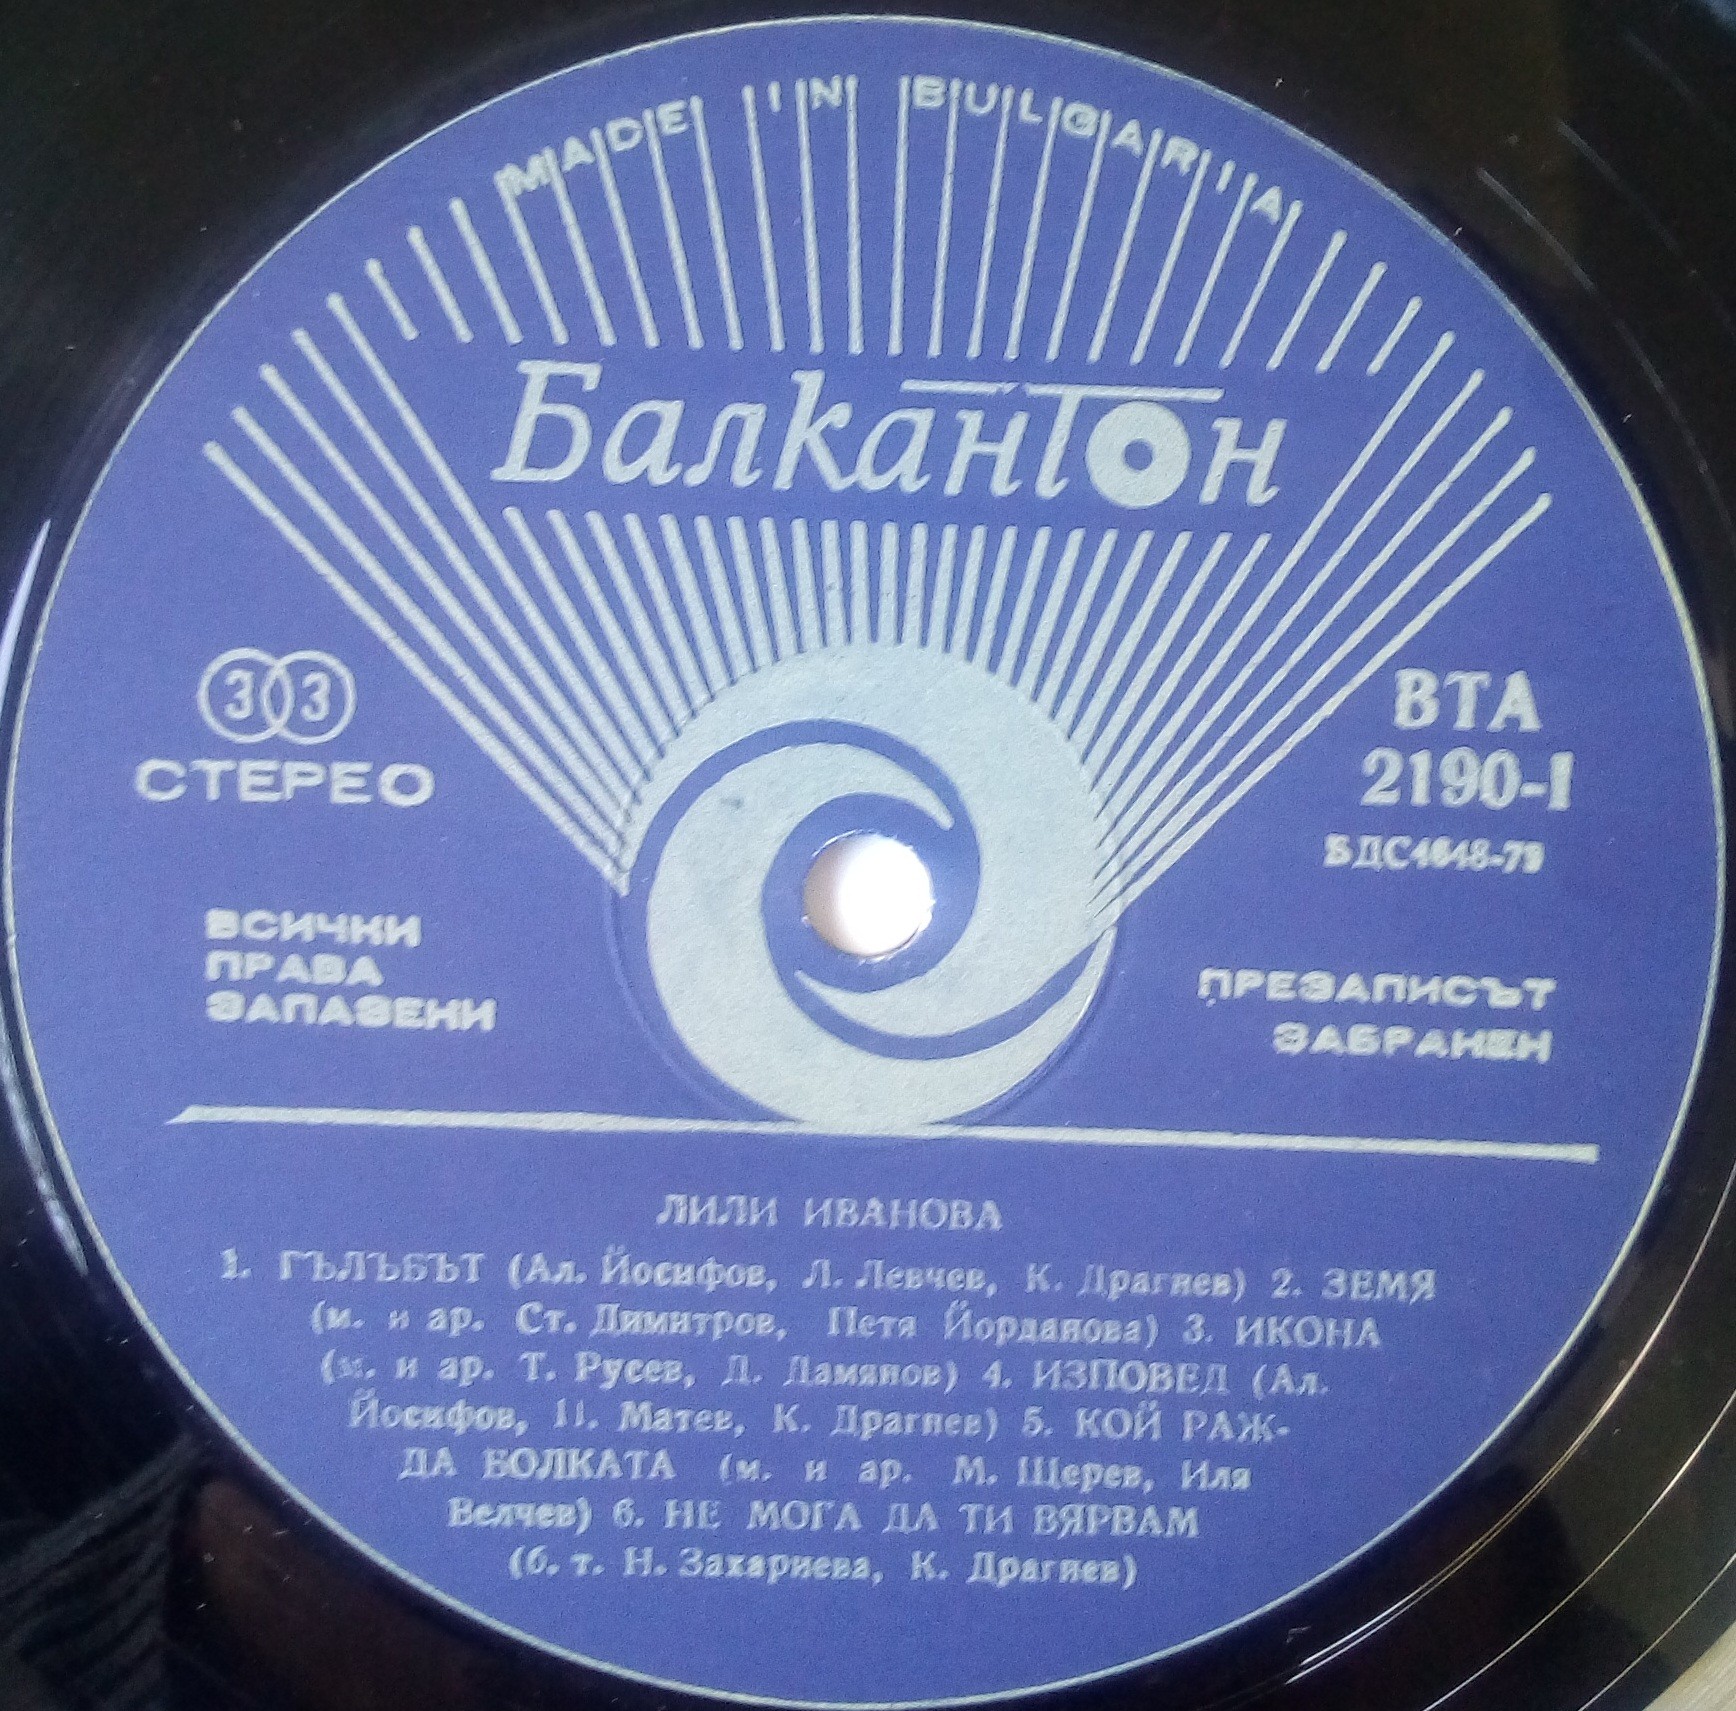 MADE IN BULGARIA
Балкантон
33
СТЕРЕО
ВТА
2190-I
БДС4648-79
ВСИЧКИ
ПРАВА
ЗАПАЗЕНИ
ПРЕЗАПИСЪТ
ЗАБРАНЕН
ЛИЛИ ИВАНОВА
1. ГЪЛЪБЪТ (Ал. Йосифов, Л. Левчев, К. Драгнев) 2. ЗЕМЯ
(м. и ар. Ст. Димитров, Петя Йорданова) 3. ИКОНА
(м. и ар. Т. Русев, Д. Дамянов) 4. ИЗПОВЕД (Ал.
Йосифов, П. Матев, К. Драгнев) 5. КОЙ РАЖ-
ДА БОЛКАТА (м. и ар. М. Щерев, Иля
Велчев) 6. НЕ МОГА ДА ТИ ВЯРВАМ
(б. т. Н. Захариева, К. Драгнев)